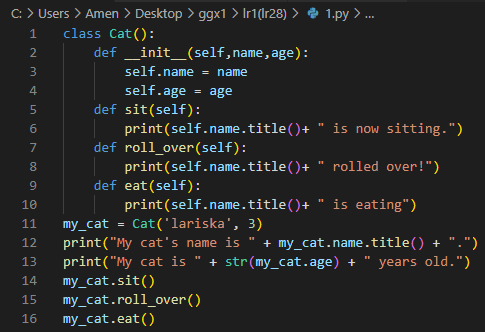 C: > Users > Amen > Desktop > ggx1 > lr1(lr28) > 1.py > ...
1 class Cat():
2     def __init__(self,name,age):
3         self.name = name
4         self.age = age
5     def sit(self):
6         print(self.name.title()+ " is now sitting.")
7     def roll_over(self):
8         print(self.name.title()+ " rolled over!")
9     def eat(self):
10         print(self.name.title()+ " is eating")
11 my_cat = Cat('lariska', 3)
12 print("My cat's name is " + my_cat.name.title() + ".")
13 print("My cat is " + str(my_cat.age) + " years old.")
14 my_cat.sit()
15 my_cat.roll_over()
16 my_cat.eat()